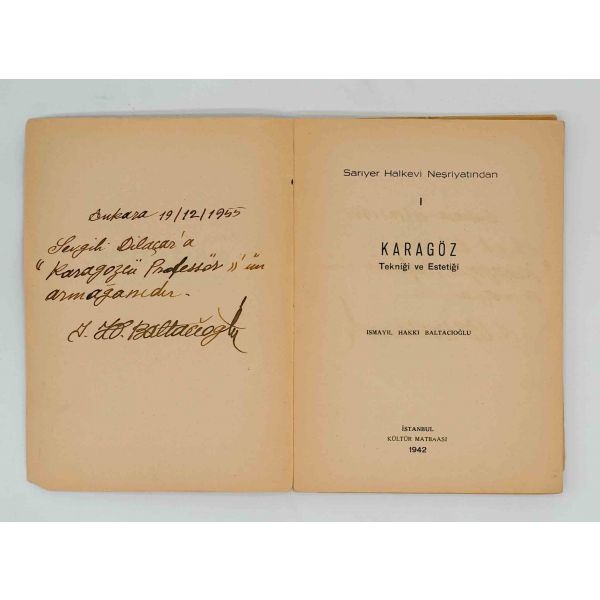 Ankara 19/12/1955
Sevgili Dilaçar'a
"Karagözcü Profesör"'ün
armağanıdır.
I. H. Baltacıoğlu
Sarıyer Halkevi Neşriyatından
I
KARAGÖZ
Tekniği ve Estetiği
ISMAYIL HAKKI BALTACIOĞLU
İSTANBUL
KÜLTÜR MATBAASI
1942